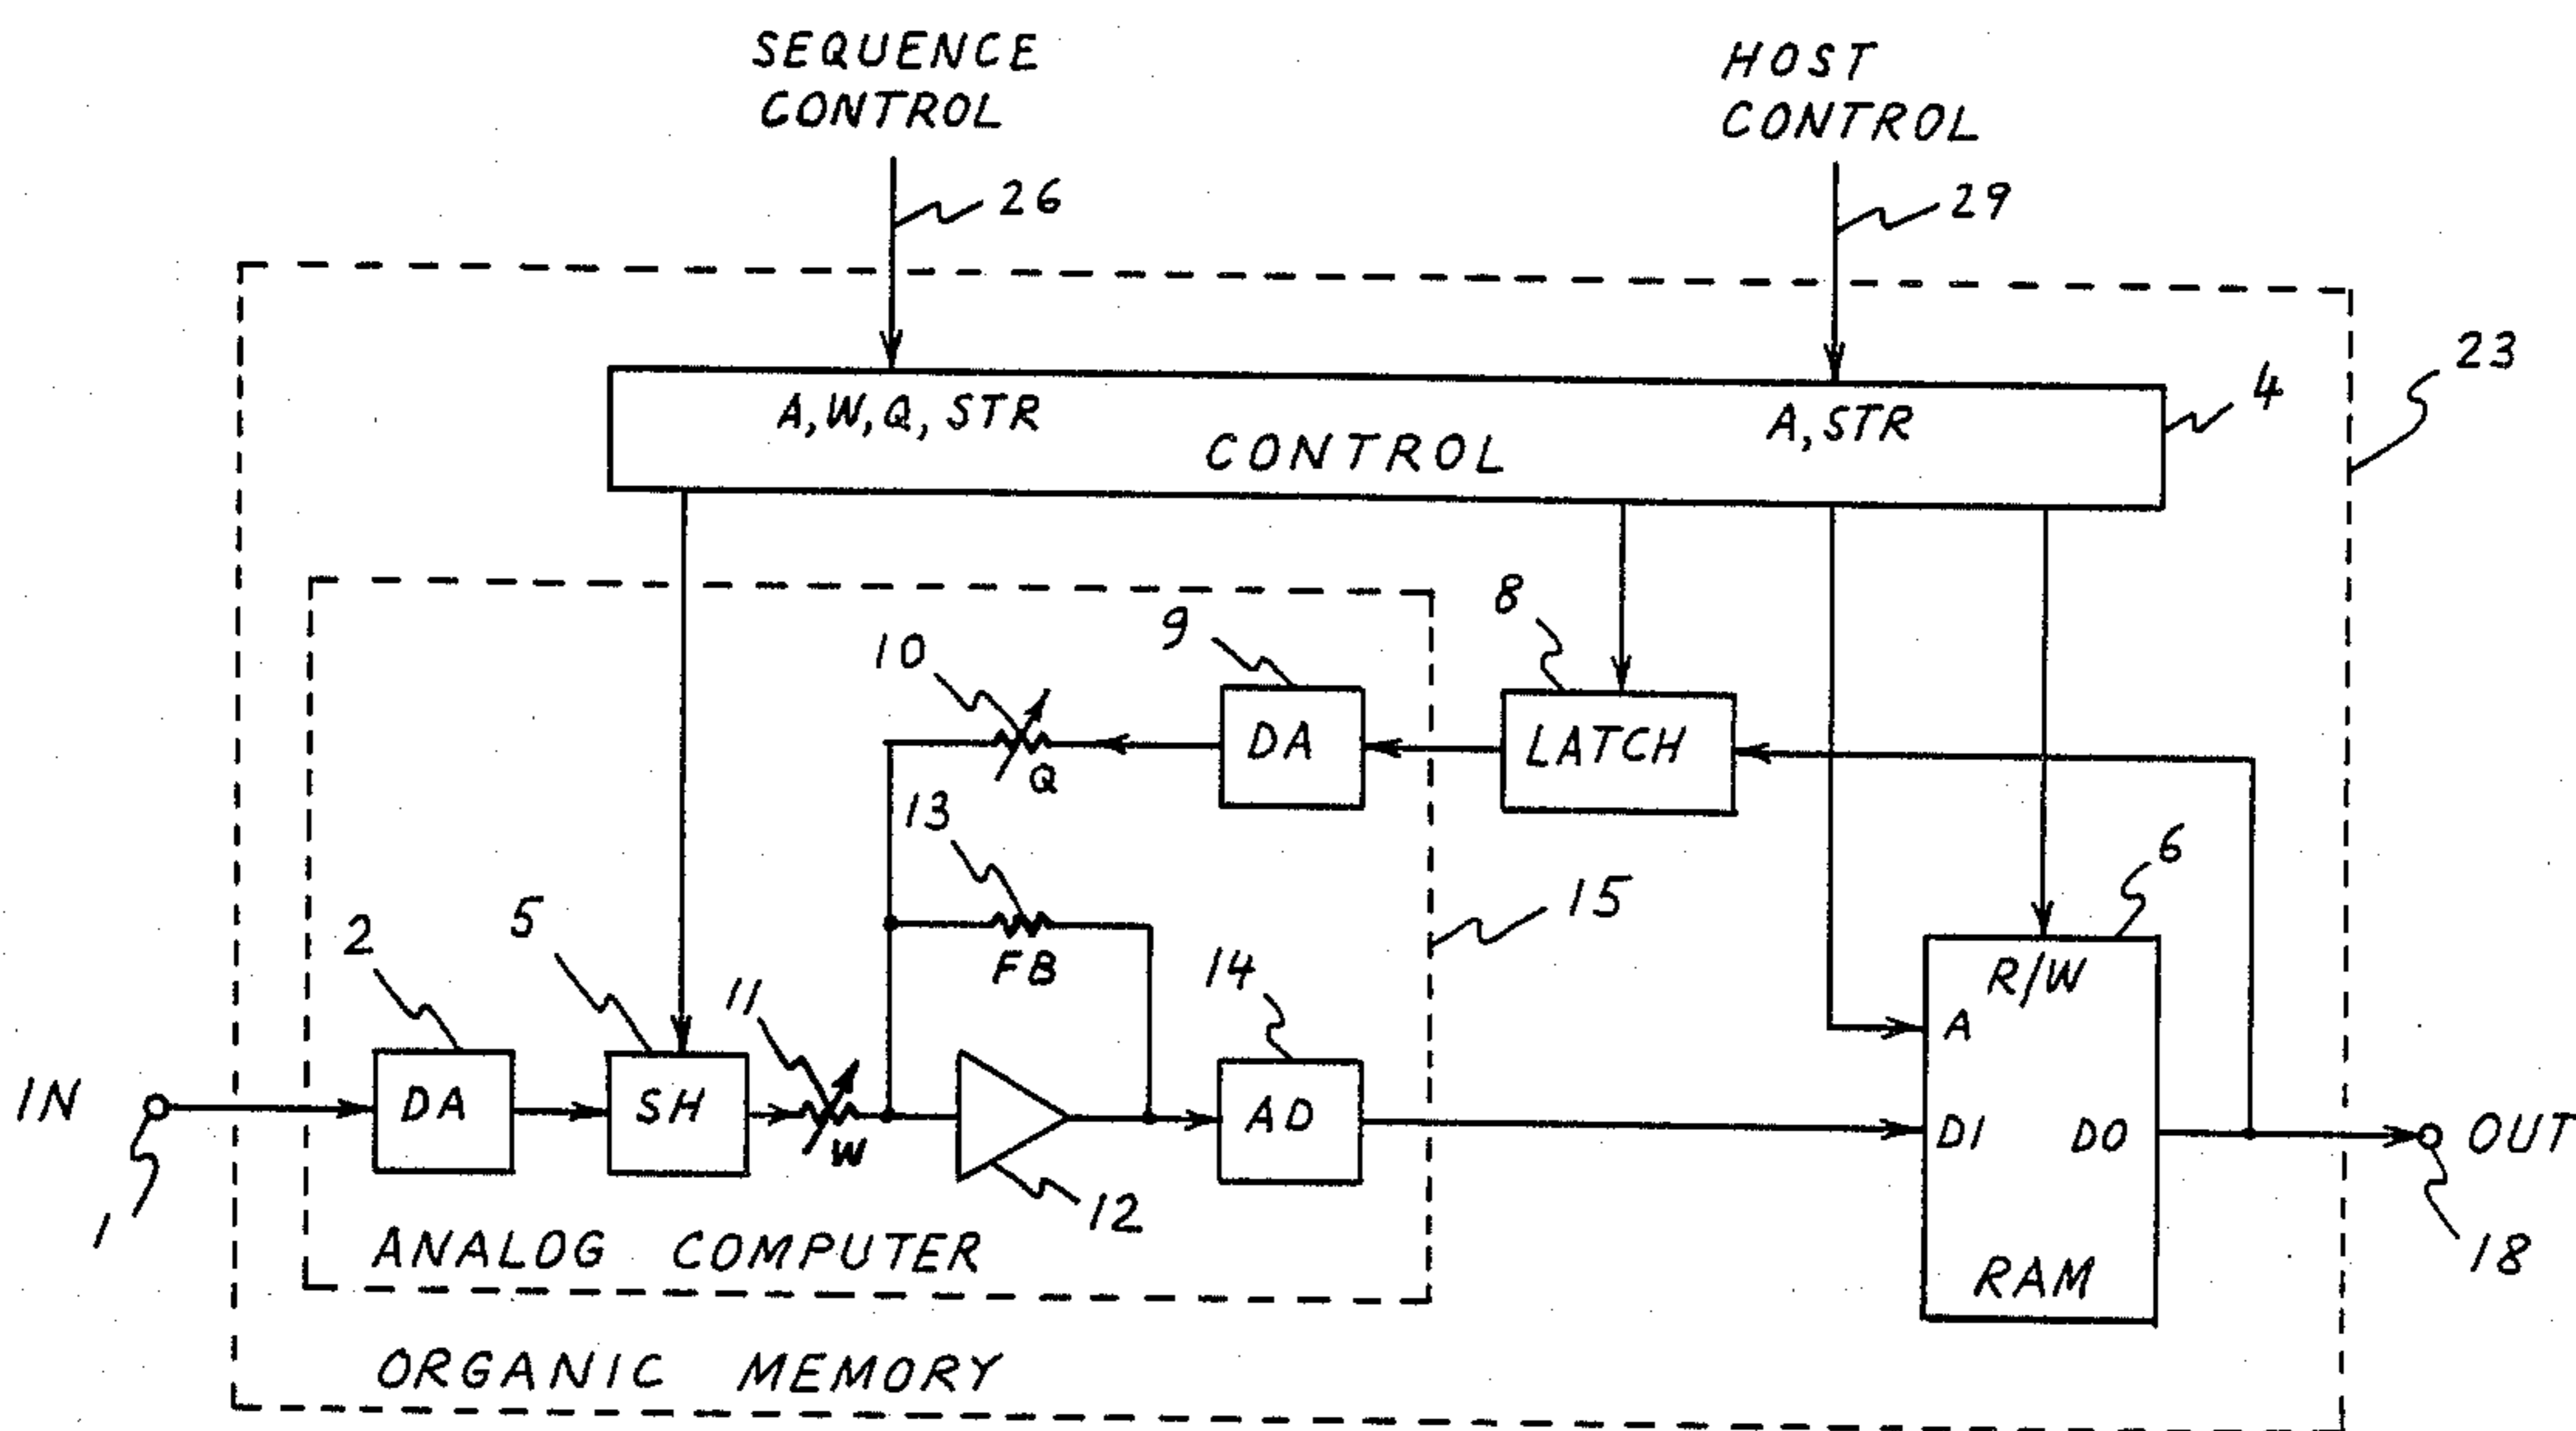 SEQUENCE
CONTROL
HOST
CONTROL
26
29
23
4
A, W, Q, STR
A, STR
CONTROL
8
9
10
DA
LATCH
Q
13
6
15
5
2
FB
14
11
R/W
A
IN
DA
SH
W
AD
DI
DO
OUT
12
1
18
ANALOG COMPUTER
RAM
ORGANIC MEMORY